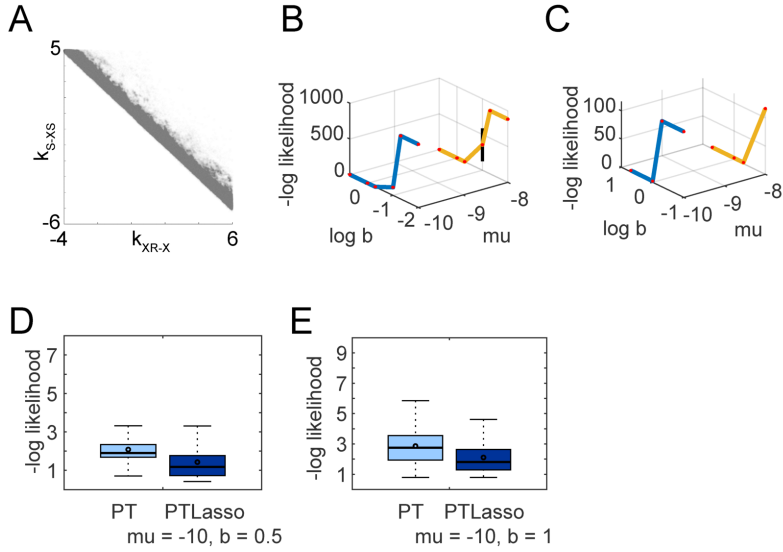 A
5
k_S-XS
-6
-4
k_XR-X
6
B
-log likelihood
1000
500
0
0
-1
-2
log b
-10
-9
-8
mu
C
-log likelihood
100
50
0
1
0
-1
log b
-10
-9
-8
mu
D
-log likelihood
7
5
3
1
PT PTLasso
mu = -10, b = 0.5
E
-log likelihood
9
7
5
3
1
PT PTLasso
mu = -10, b = 1